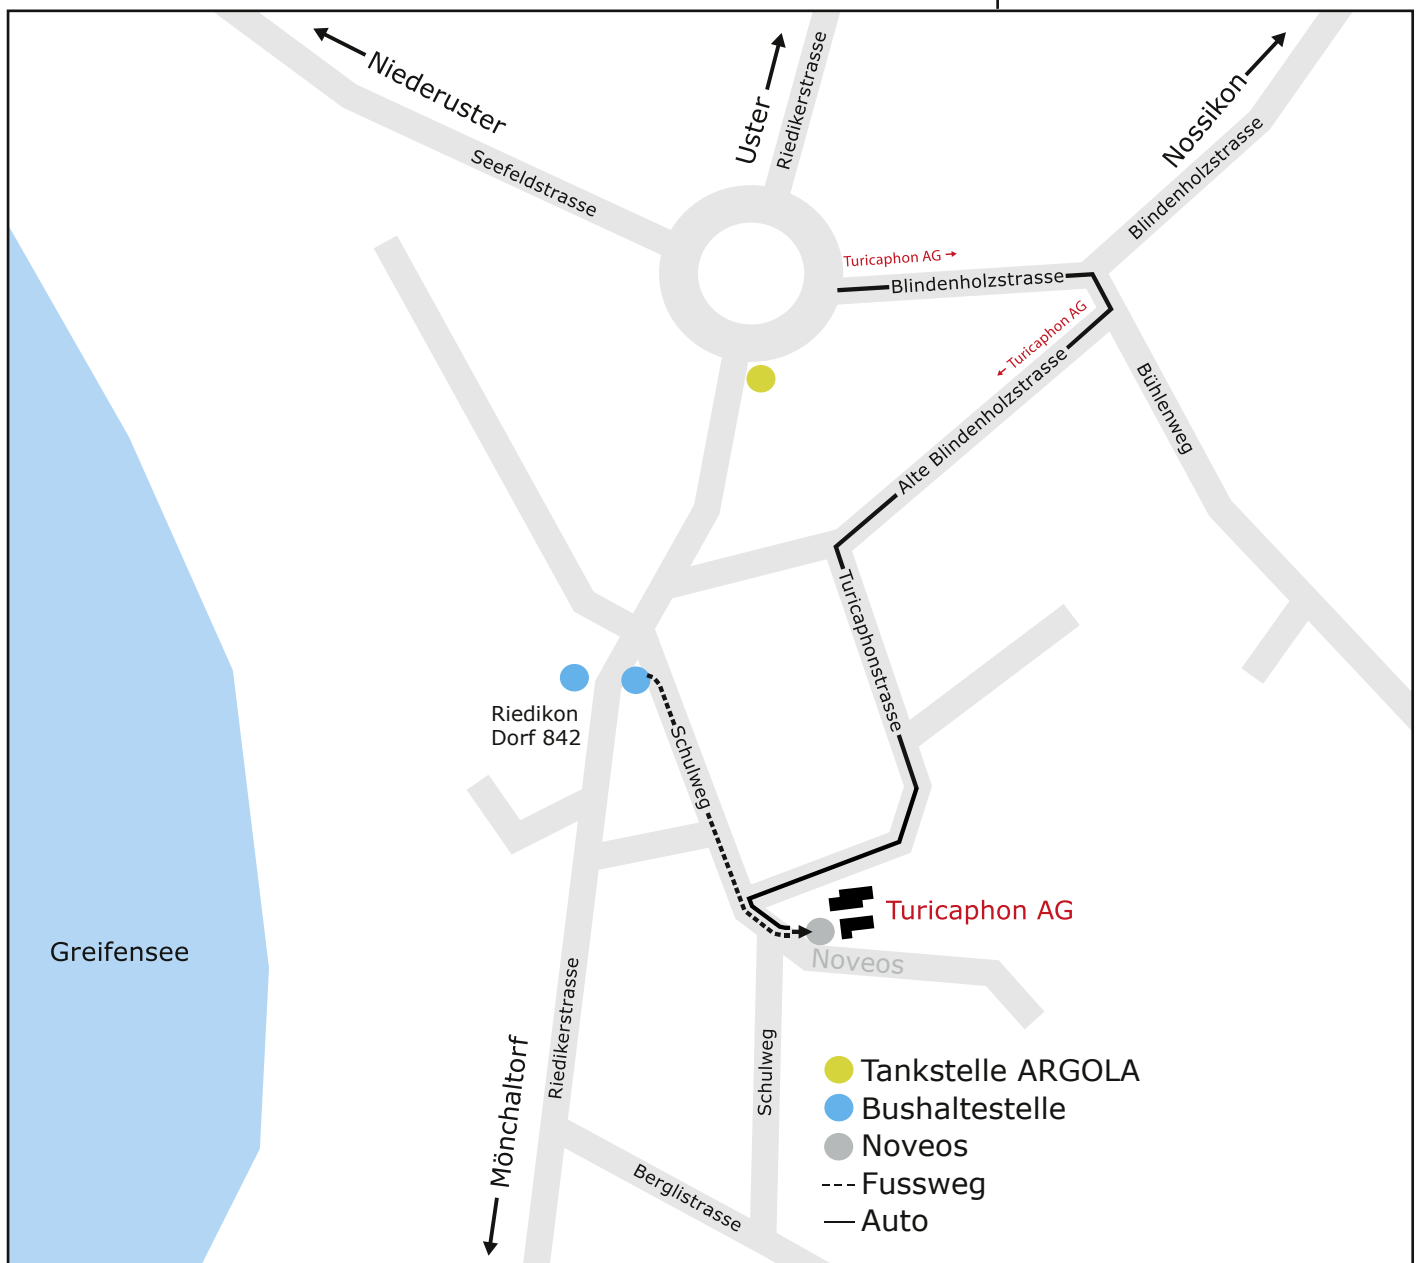 Niederuster
Seefeldstrasse
Uster
Riedikerstrasse
Nossikon
Blindenholzstrasse
Turicaphon AG
Blindenholzstrasse
Turicaphon AG
Alte Blindenholzstrasse
Bühlenweg
Turicaphonstrasse
Riedikon
Dorf 842
Schulweg
Turicaphon AG
Noveos
Greifensee
Riedikerstrasse
Mönchaltorf
Schulweg
Berglistrasse
Tankstelle ARGOLA
Bushaltestelle
Noveos
Fussweg
Auto